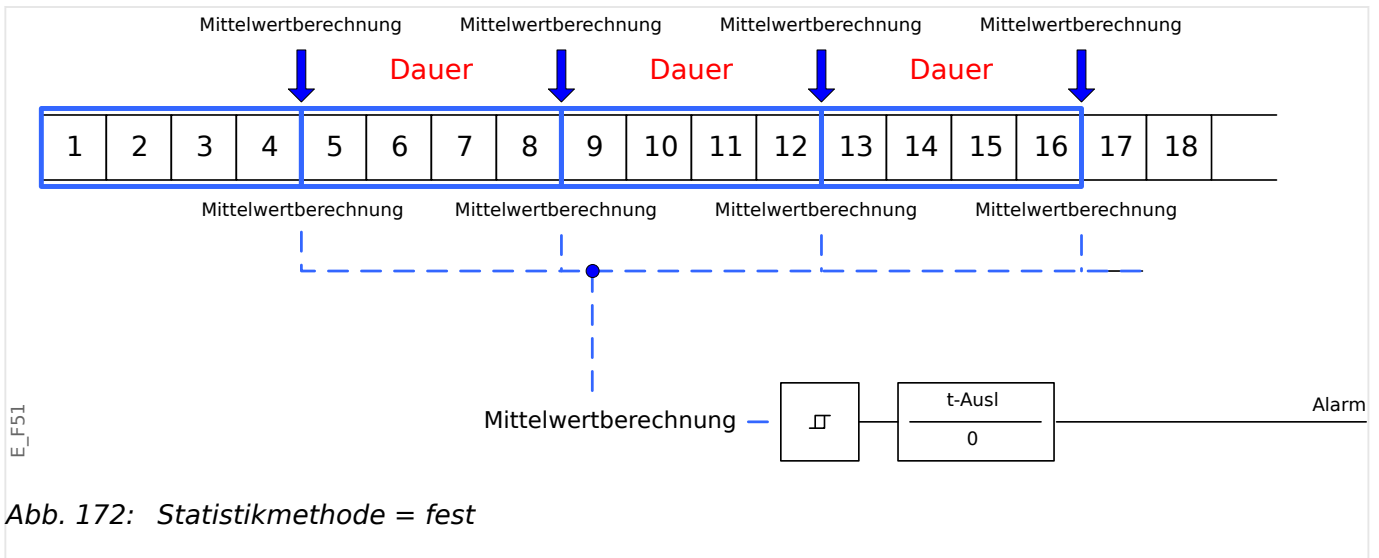 Mittelwertberechnung Mittelwertberechnung Mittelwertberechnung Mittelwertberechnung
Dauer Dauer Dauer
1 2 3 4 5 6 7 8 9 10 11 12 13 14 15 16 17 18
Mittelwertberechnung Mittelwertberechnung Mittelwertberechnung Mittelwertberechnung
Mittelwertberechnung
t-Ausl
0
Alarm
E_F51
Abb. 172: Statistikmethode = fest